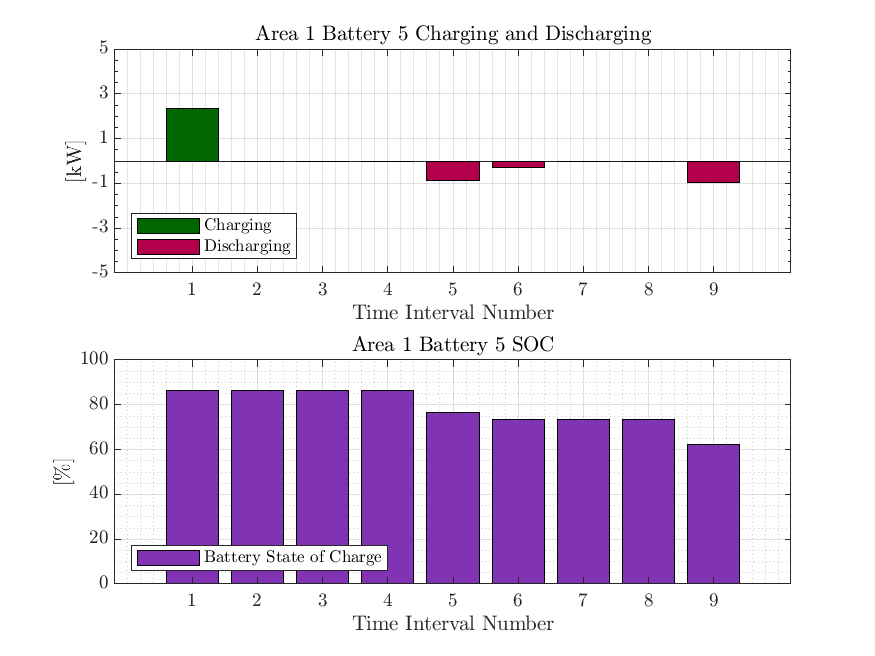 Area 1 Battery 5 Charging and Discharging
5
3
1
-1
-3
-5
[kW]
Charging
Discharging
1 2 3 4 5 6 7 8 9
Time Interval Number
Area 1 Battery 5 SOC
100
80
60
40
20
0
[%]
Battery State of Charge
1 2 3 4 5 6 7 8 9
Time Interval Number